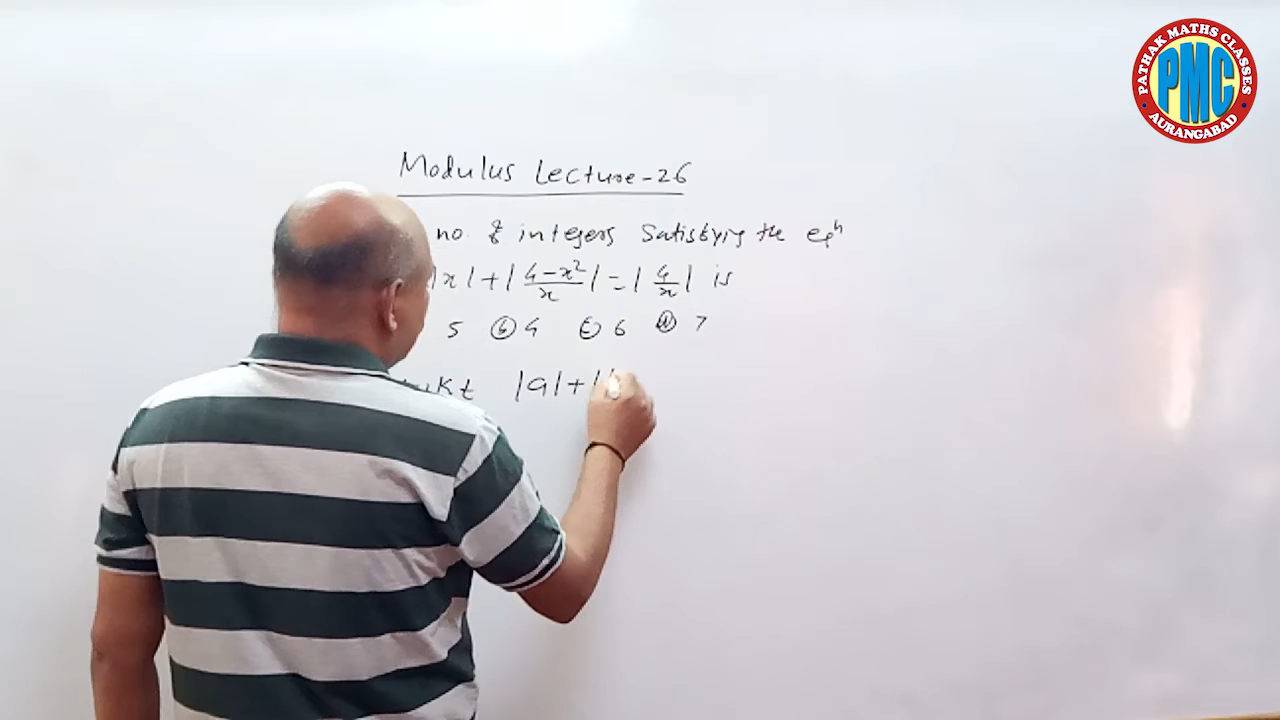 PATHAK MATHS CLASSES
PMC
AURANGABAD
Modulus Lecture-26
no. of integers satisfying the eqⁿ
|x| + |(4-x²)/x| = |4/x| is
5 (b) 4 (c) 6 (d) 7
|a| + |